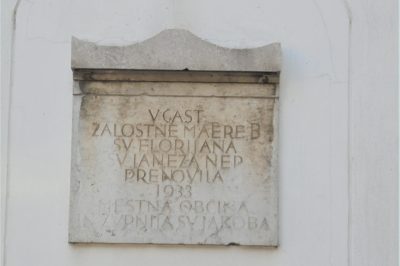 V ČAST
ŽALOSTNE MATERE B
SV FLORIJANA
SV JANEZA NEP
PRENOVILA
1933
MESTNA OBČINA
IN ŽUPNIJA SV JAKOBA